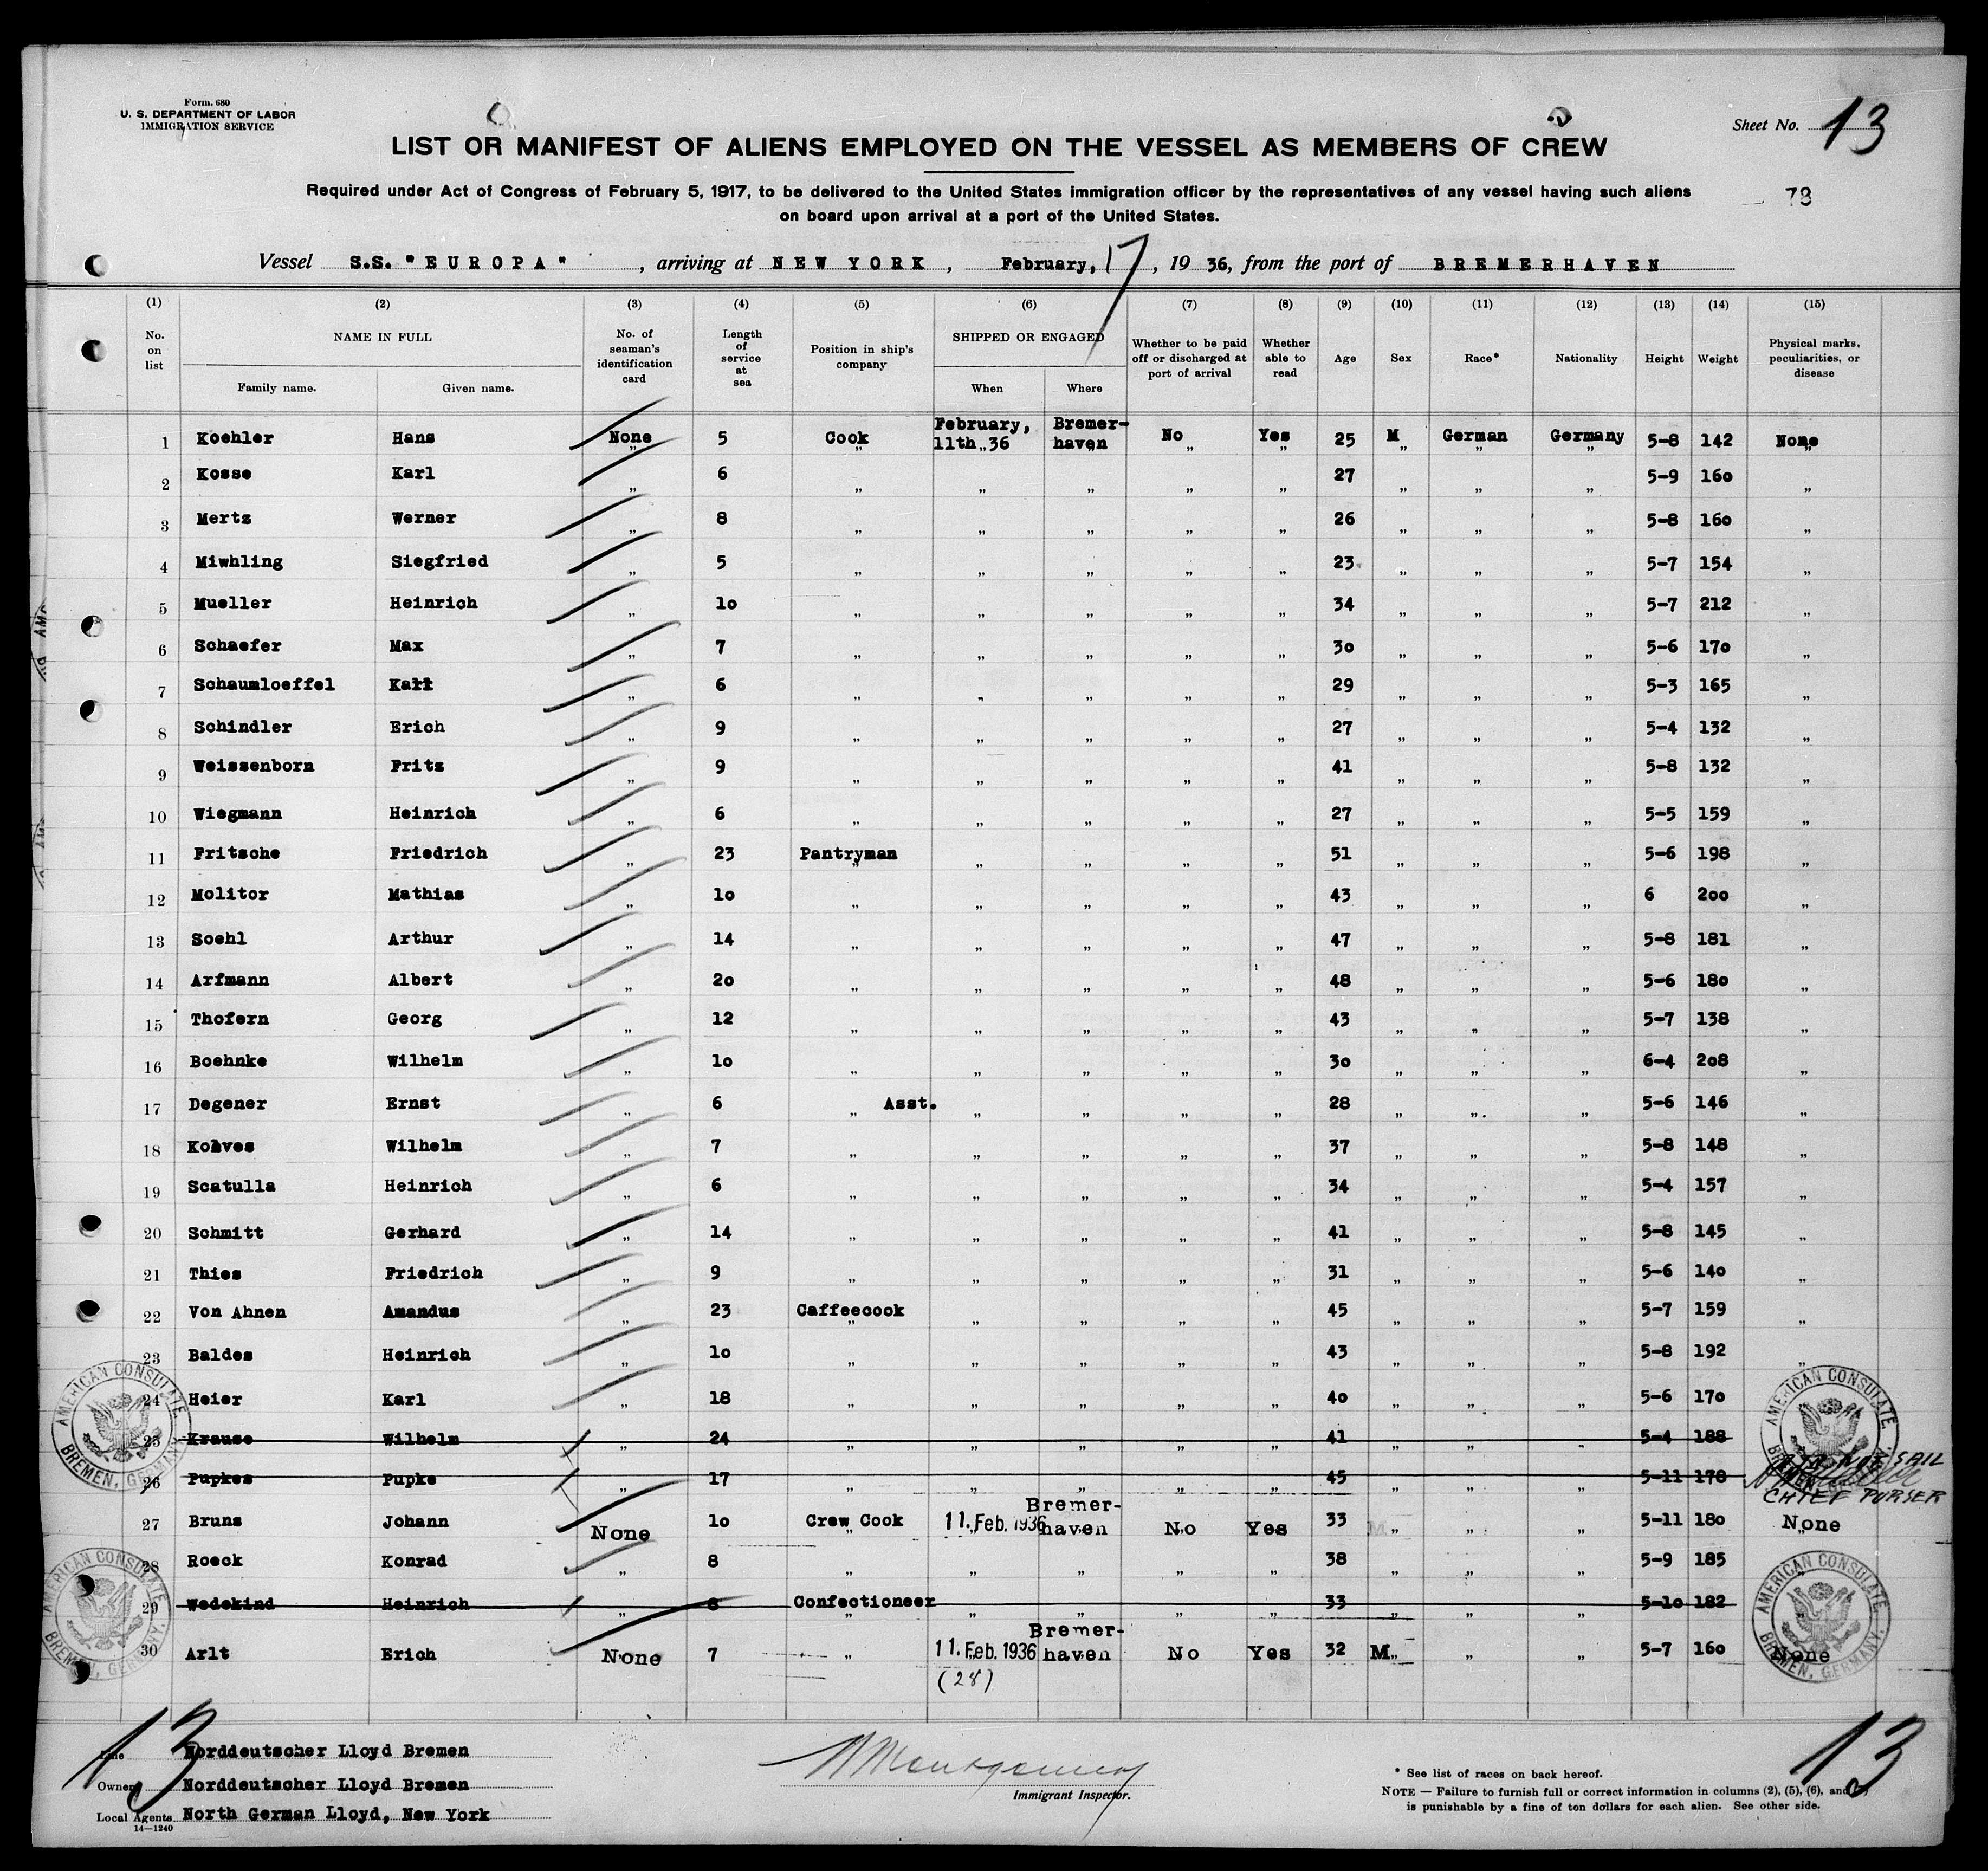 Form. 680
U. S. DEPARTMENT OF LABOR
IMMIGRATION SERVICE
Sheet No. 13
LIST OR MANIFEST OF ALIENS EMPLOYED ON THE VESSEL AS MEMBERS OF CREW
Required under Act of Congress of February 5, 1917, to be delivered to the United States immigration officer by the representatives of any vessel having such aliens
on board upon arrival at a port of the United States.
78
Vessel S.S. "EUROPA" , arriving at NEW YORK , February, 17 , 19 36, from the port of BREMERHAVEN
(1) (2) (3) (4) (5) (6) (7) (8) (9) (10) (11) (12) (13) (14) (15)
No. on list NAME IN FULL Family name. Given name. No. of seaman's identification card Length of service at sea Position in ship's company SHIPPED OR ENGAGED When Where Whether to be paid off or discharged at port of arrival Whether able to read Age Sex Race* Nationality Height Weight Physical marks, peculiarities, or disease
1 Koehler Hans None 5 Cook February, 11th 36 Bremerhaven No Yes 25 M German Germany 5-8 142 None
2 Kosse Karl " 6 " " " " " 27 " " " 5-9 160 "
3 Mertz Werner " 8 " " " " " 26 " " " 5-8 160 "
4 Miwhling Siegfried " 5 " " " " " 23 " " " 5-7 154 "
5 Mueller Heinrich " 10 " " " " " 34 " " " 5-7 212 "
6 Schaefer Max " 7 " " " " " 30 " " " 5-6 170 "
7 Schaumloeffel Karl " 6 " " " " " 29 " " " 5-3 165 "
8 Schindler Erich " 9 " " " " " 27 " " " 5-4 132 "
9 Weissenborn Fritz " 9 " " " " " 41 " " " 5-8 132 "
10 Wiegmann Heinrich " 6 " " " " " 27 " " " 5-5 159 "
11 Fritsche Friedrich " 23 Pantryman " " " " 51 " " " 5-6 198 "
12 Molitor Mathias " 10 " " " " " 43 " " " 6 200 "
13 Soehl Arthur " 14 " " " " " 47 " " " 5-8 181 "
14 Arfmann Albert " 20 " " " " " 48 " " " 5-6 180 "
15 Thofern Georg " 12 " " " " " 43 " " " 5-7 138 "
16 Boehnke Wilhelm " 10 " " " " " 30 " " " 6-4 208 "
17 Degener Ernst " 6 " Asst. " " " " 28 " " " 5-6 146 "
18 Kohves Wilhelm " 7 " " " " " 37 " " " 5-8 148 "
19 Scatulla Heinrich " 6 " " " " " 34 " " " 5-4 157 "
20 Schmitt Gerhard " 14 " " " " " 41 " " " 5-8 145 "
21 Thies Friedrich " 9 " " " " " 31 " " " 5-6 140 "
22 Von Ahnen Amandus " 23 Caffeecook " " " " 45 " " " 5-7 159 "
23 Baldes Heinrich " 10 " " " " " 43 " " " 5-8 192 "
24 Heier Karl " 18 " " " " " 40 " " " 5-6 170
25 Krause Wilhelm " 24 " " " " " 41 " " " 5-4 188
26 Pupkes Pupke " 17 " " " " " 45 " " " 5-11 178 NOT SAIL
CHIEF PURSER
27 Bruns Johann None 10 Crew Cook 11. Feb. 1936 Bremerhaven No Yes 33 M " " 5-11 180 None
28 Roeck Konrad " 8 " " " " " 38 " " " 5-9 185 "
29 Wedekind Heinrich " 8 Confectioneer " " " " 33 " " " 5-10 182 "
30 Arlt Erich None 7 " 11. Feb. 1936 Bremerhaven No Yes 32 M " " 5-7 160 None
(28)
AMERICAN CONSULATE BREMEN, GERMANY.
AMERICAN CONSULATE BREMEN, GERMANY.
AMERICAN CONSULATE BREMEN, GERMANY.
AMERICAN CONSULATE BREMEN, GERMANY.
13
Line Norddeutscher Lloyd Bremen
Owner Norddeutscher Lloyd Bremen
Local Agents North German Lloyd, New York
14—1240
Montgomery
Immigrant Inspector.
13
* See list of races on back hereof.
NOTE — Failure to furnish full or correct information in columns (2), (5), (6), and
is punishable by a fine of ten dollars for each alien. See other side.